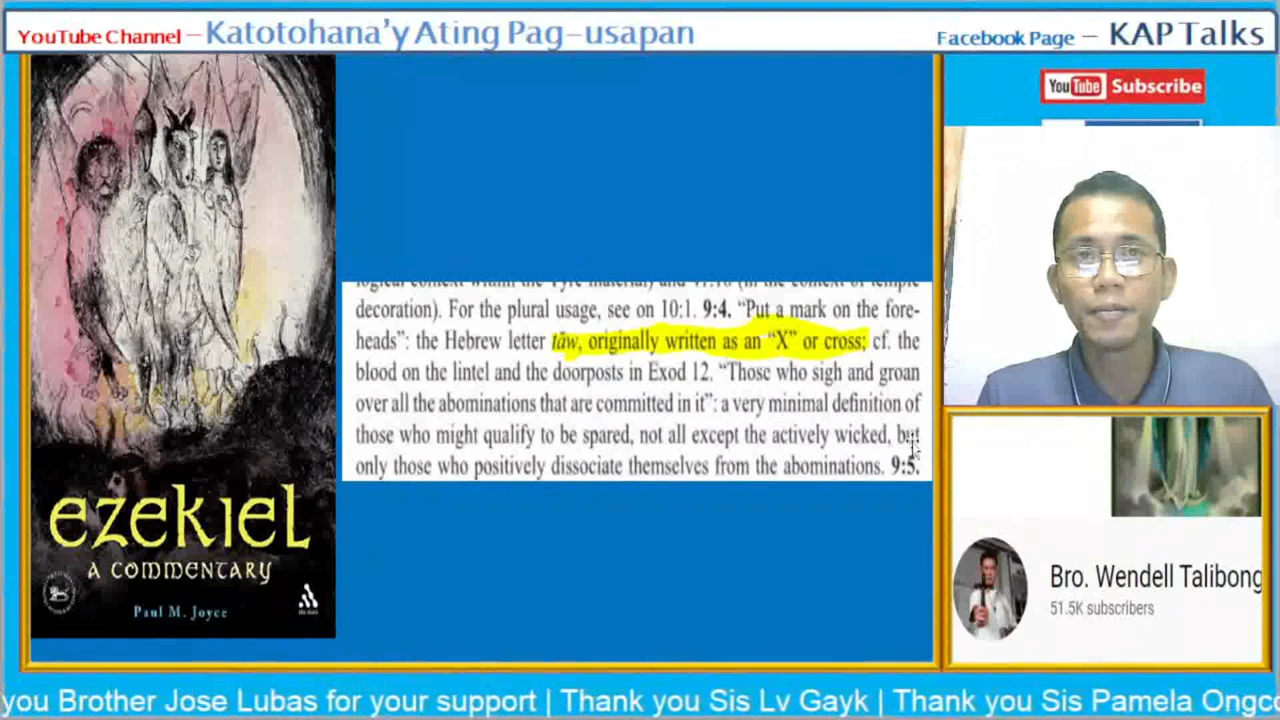 YouTube Channel – Katotohana'y Ating Pag-usapan
Facebook Page – KAP Talks
YouTube Subscribe
ezekiel
a commentary
Paul M. Joyce
decoration). For the plural usage, see on 10:1. 9:4. “Put a mark on the fore-
heads”: the Hebrew letter tāw, originally written as an “X” or cross; cf. the
blood on the lintel and the doorposts in Exod 12. “Those who sigh and groan
over all the abominations that are committed in it”: a very minimal definition of
those who might qualify to be spared, not all except the actively wicked, but
only those who positively dissociate themselves from the abominations. 9:5.
Bro. Wendell Talibong
51.5K subscribers
you Brother Jose Lubas for your support | Thank you Sis Lv Gayk | Thank you Sis Pamela Ongc